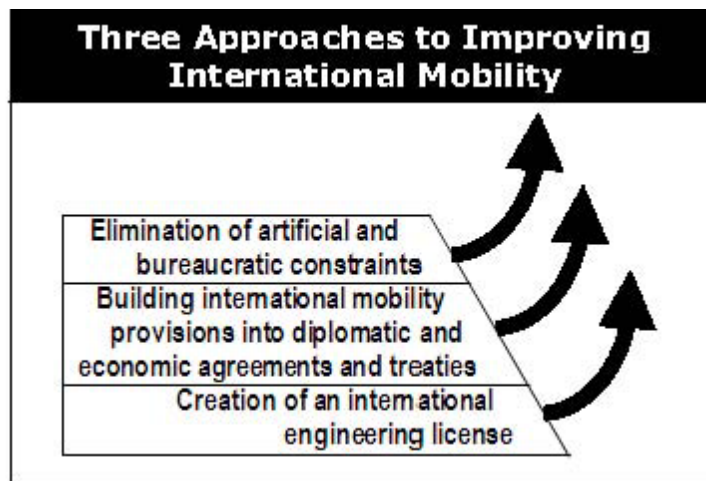 Three Approaches to Improving
International Mobility
Elimination of artificial and
bureaucratic constraints
Building international mobility
provisions into diplomatic and
economic agreements and treaties
Creation of an international
engineering license